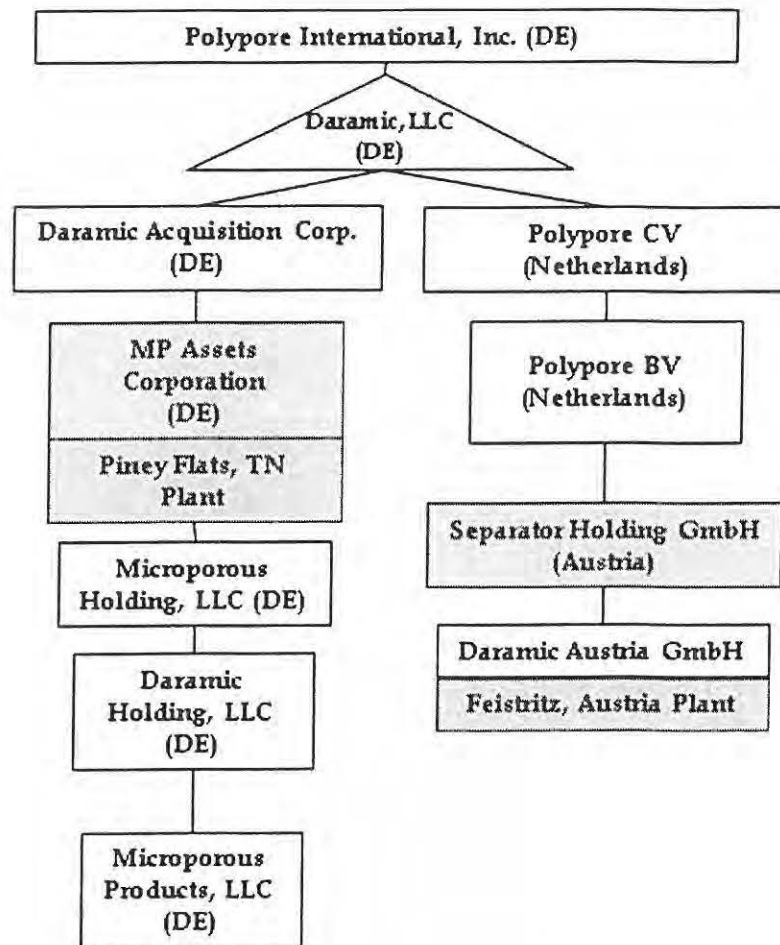 Polypore International, Inc. (DE)
Daramic, LLC
(DE)
Daramic Acquisition Corp.
(DE)
Polypore CV
(Netherlands)
MP Assets
Corporation
(DE)
Piney Flats, TN
Plant
Polypore BV
(Netherlands)
Separator Holding GmbH
(Austria)
Microporous
Holding, LLC (DE)
Daramic Austria GmbH
Feistritz, Austria Plant
Daramic
Holding, LLC
(DE)
Microporous
Products, LLC
(DE)